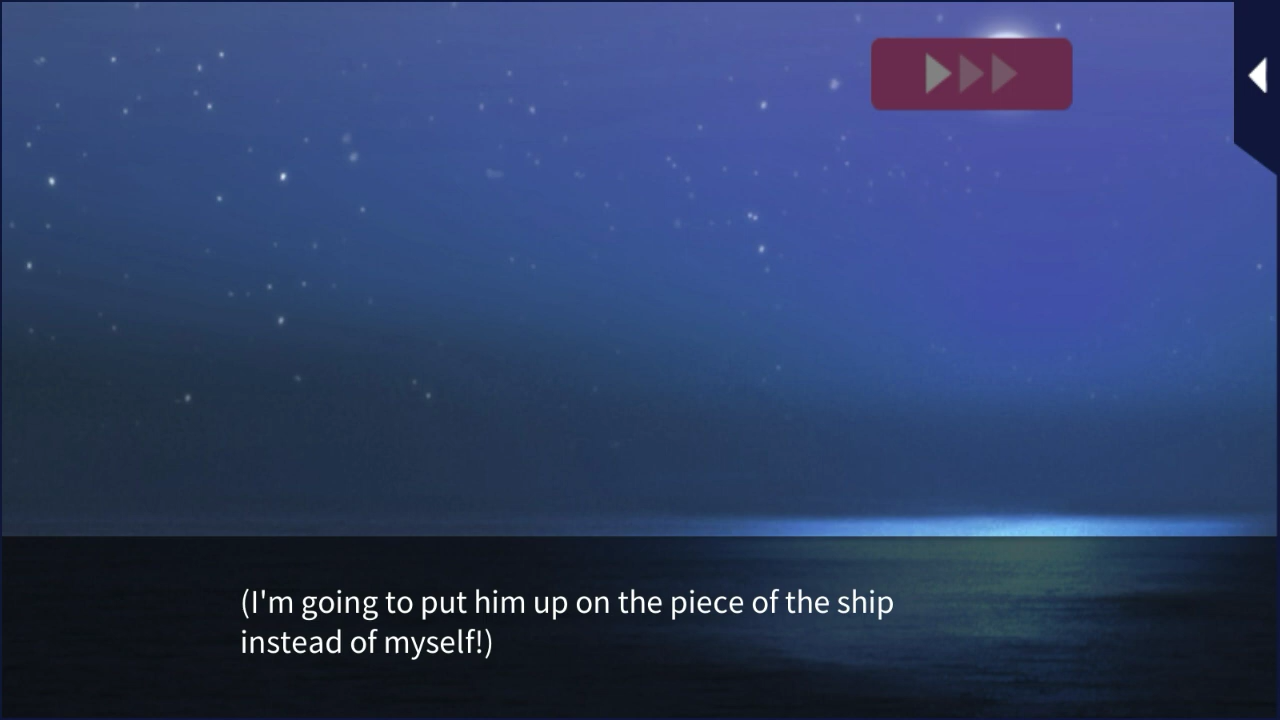 (I'm going to put him up on the piece of the ship
instead of myself!)